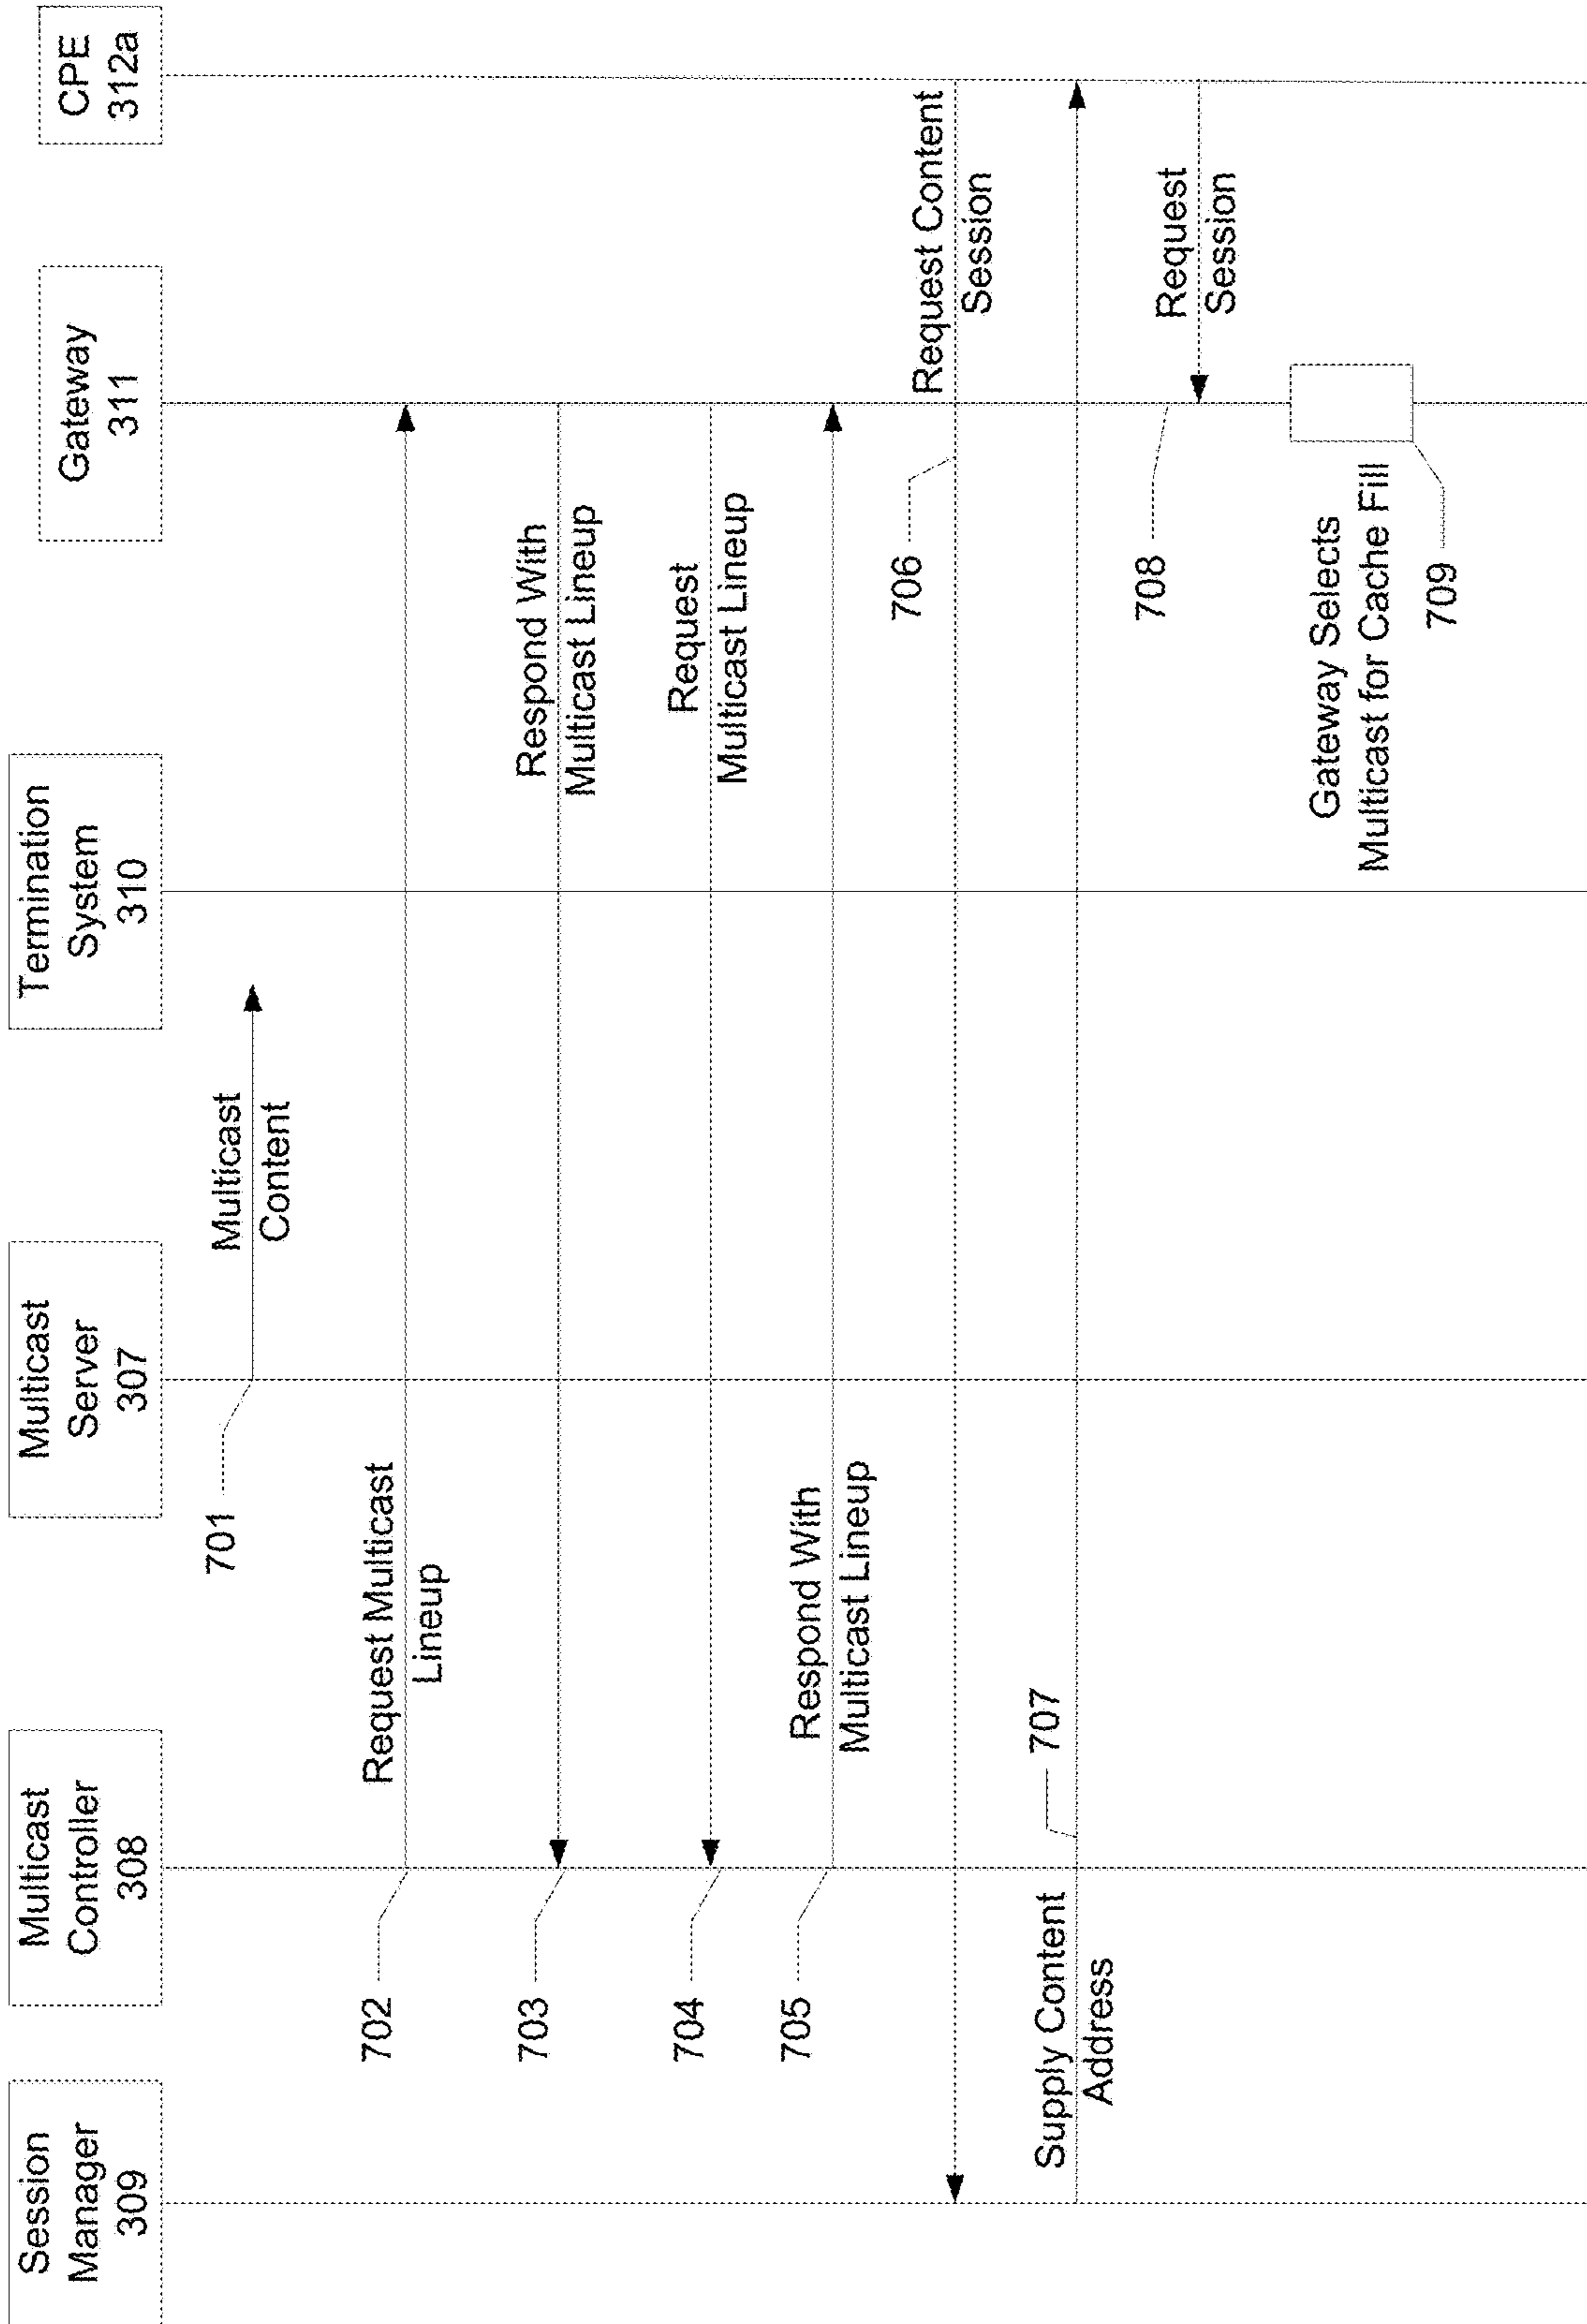 Session
Manager
309
Multicast
Controller
308
Multicast
Server
307
Termination
System
310
Gateway
311
CPE
312a
701
Multicast
Content
702
Request Multicast
Lineup
703
Respond With
Multicast Lineup
704
Request
Multicast Lineup
705
Respond With
Multicast Lineup
706
Request Content
Session
Supply Content
Address
707
708
Request
Session
Gateway Selects
Multicast for Cache Fill
709